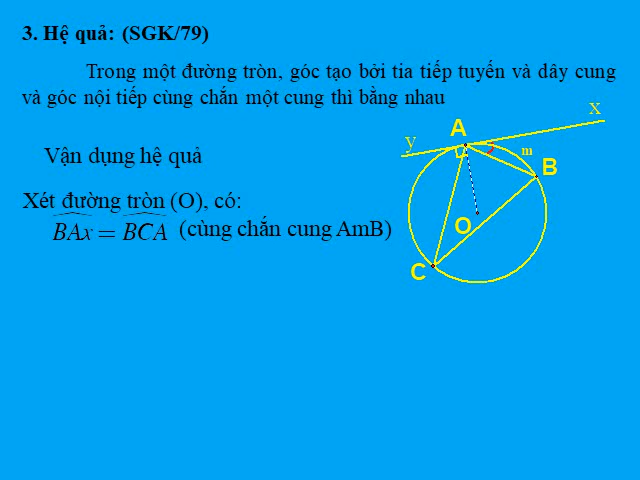 3. Hệ quả: (SGK/79)
Trong một đường tròn, góc tạo bởi tia tiếp tuyến và dây cung
và góc nội tiếp cùng chắn một cung thì bằng nhau
Vận dụng hệ quả
Xét đường tròn (O), có:
BAx = BCA (cùng chắn cung AmB)
x
A
y
m
B
O
C